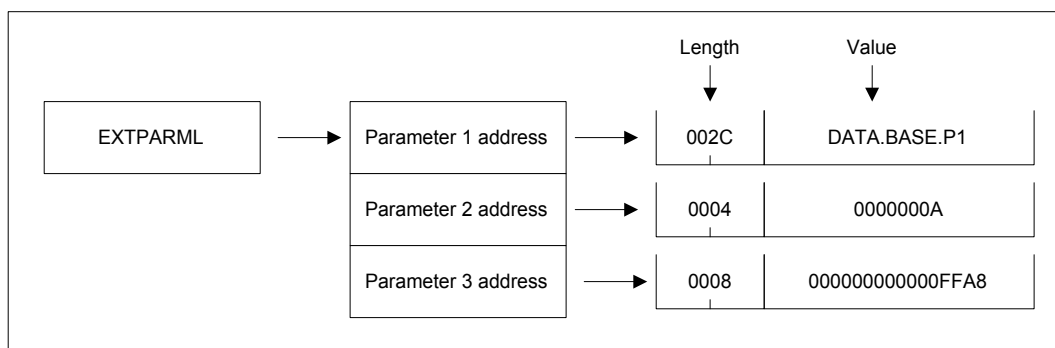 Length Value
EXTPARML Parameter 1 address 002C DATA.BASE.P1
Parameter 2 address 0004 0000000A
Parameter 3 address 0008 000000000000FFA8